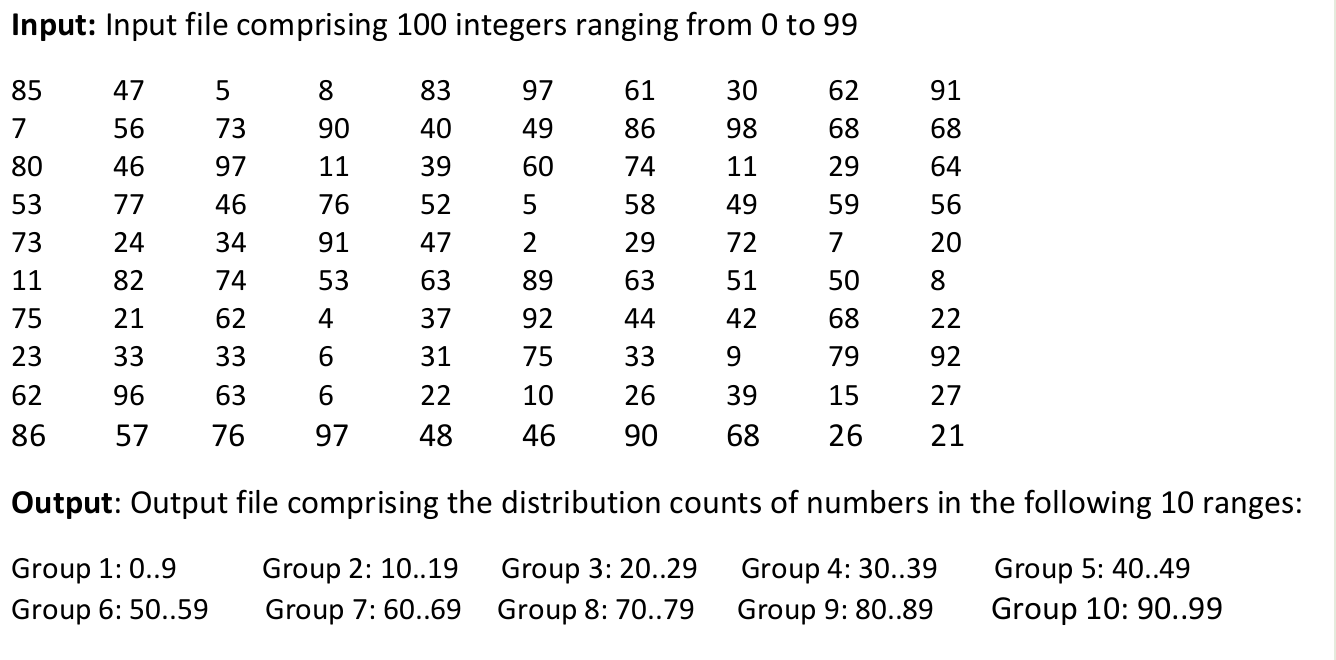 Input: Input file comprising 100 integers ranging from 0 to 99
85 47 5 8 83 97 61 30 62 91
7 56 73 90 40 49 86 98 68 68
80 46 97 11 39 60 74 11 29 64
53 77 46 76 52 5 58 49 59 56
73 24 34 91 47 2 29 72 7 20
11 82 74 53 63 89 63 51 50 8
75 21 62 4 37 92 44 42 68 22
23 33 33 6 31 75 33 9 79 92
62 96 63 6 22 10 26 39 15 27
86 57 76 97 48 46 90 68 26 21
Output: Output file comprising the distribution counts of numbers in the following 10 ranges:
Group 1: 0..9 Group 2: 10..19 Group 3: 20..29 Group 4: 30..39 Group 5: 40..49
Group 6: 50..59 Group 7: 60..69 Group 8: 70..79 Group 9: 80..89 Group 10: 90..99